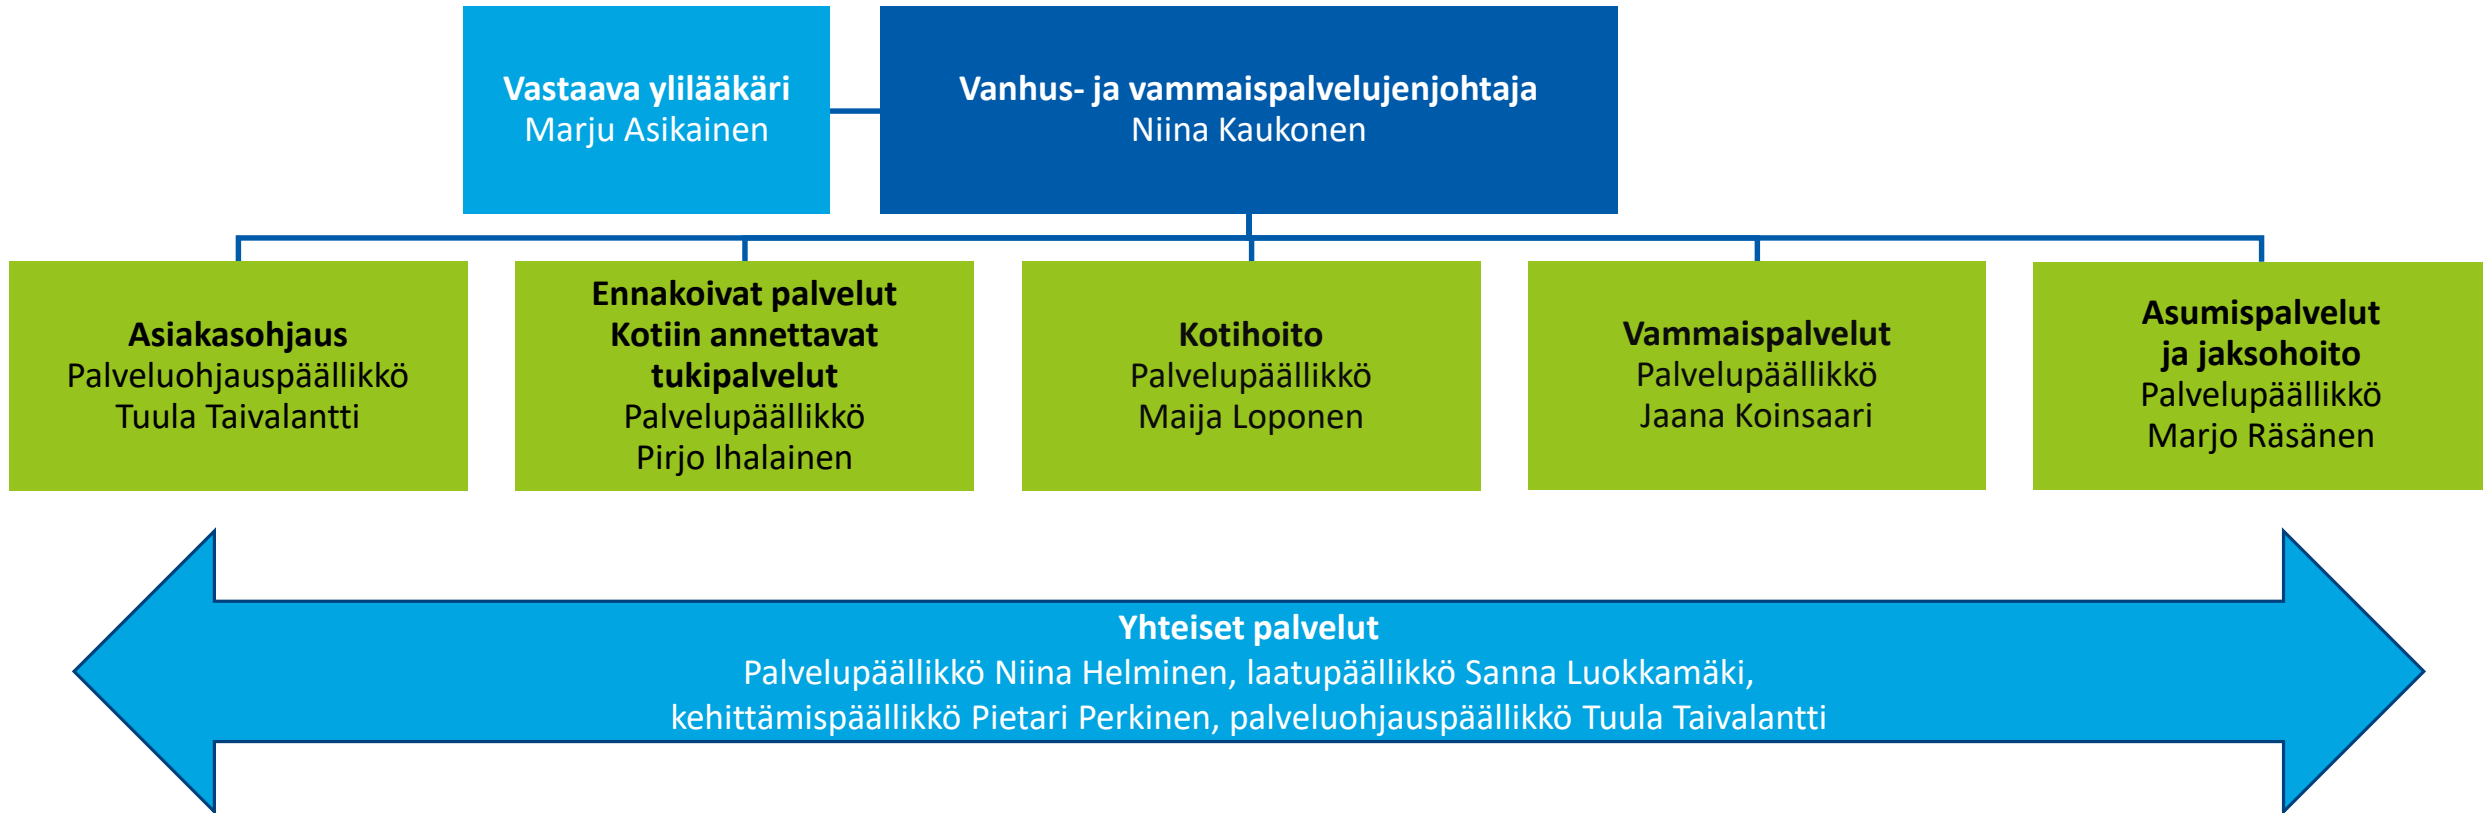 Vastaava ylilääkäri
Marju Asikainen
Vanhus- ja vammaispalvelujenjohtaja
Niina Kaukonen
Asiakasohjaus
Palveluohjauspäällikkö
Tuula Taivalantti
Ennakoivat palvelut
Kotiin annettavat
tukipalvelut
Palvelupäällikkö
Pirjo Ihalainen
Kotihoito
Palvelupäällikkö
Maija Loponen
Vammaispalvelut
Palvelupäällikkö
Jaana Koinsaari
Asumispalvelut
ja jaksohoito
Palvelupäällikkö
Marjo Räsänen
Yhteiset palvelut
Palvelupäällikkö Niina Helminen, laatupäällikkö Sanna Luokkamäki,
kehittämispäällikkö Pietari Perkinen, palveluohjauspäällikkö Tuula Taivalantti